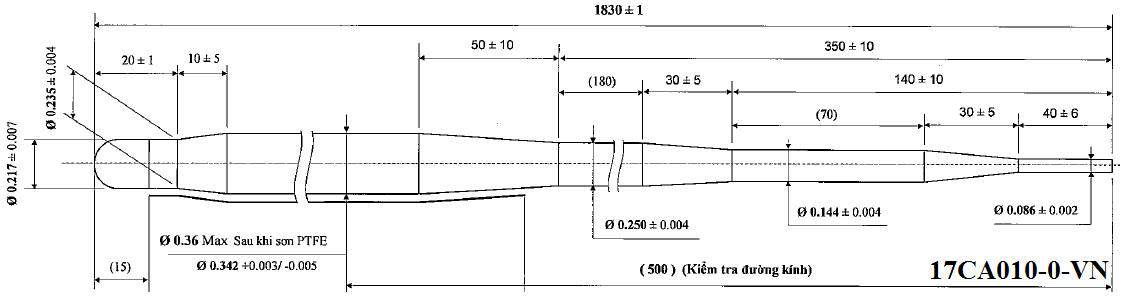 1830 ± 1
50 ± 10
350 ± 10
20 ± 1
10 ± 5
(180)
30 ± 5
140 ± 10
Ø 0.235 ± 0.004
(70)
30 ± 5
40 ± 6
Ø 0.217 ± 0.007
Ø 0.250 ± 0.004
Ø 0.144 ± 0.004
Ø 0.086 ± 0.002
Ø 0.36 Max Sau khi sơn PTFE
Ø 0.342 +0.003/ -0.005
(15)
( 500 ) (Kiểm tra đường kính)
17CA010-0-VN